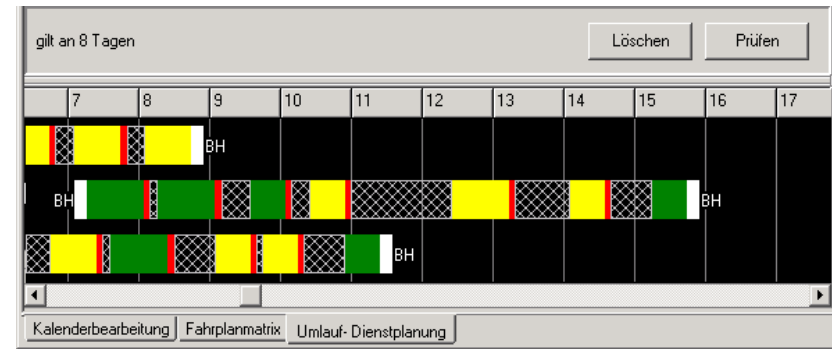 gilt an 8 Tagen Löschen Prüfen
7 8 9 10 11 12 13 14 15 16 17
BH
BH BH
BH
Kalenderbearbeitung Fahrplanmatrix Umlauf- Dienstplanung